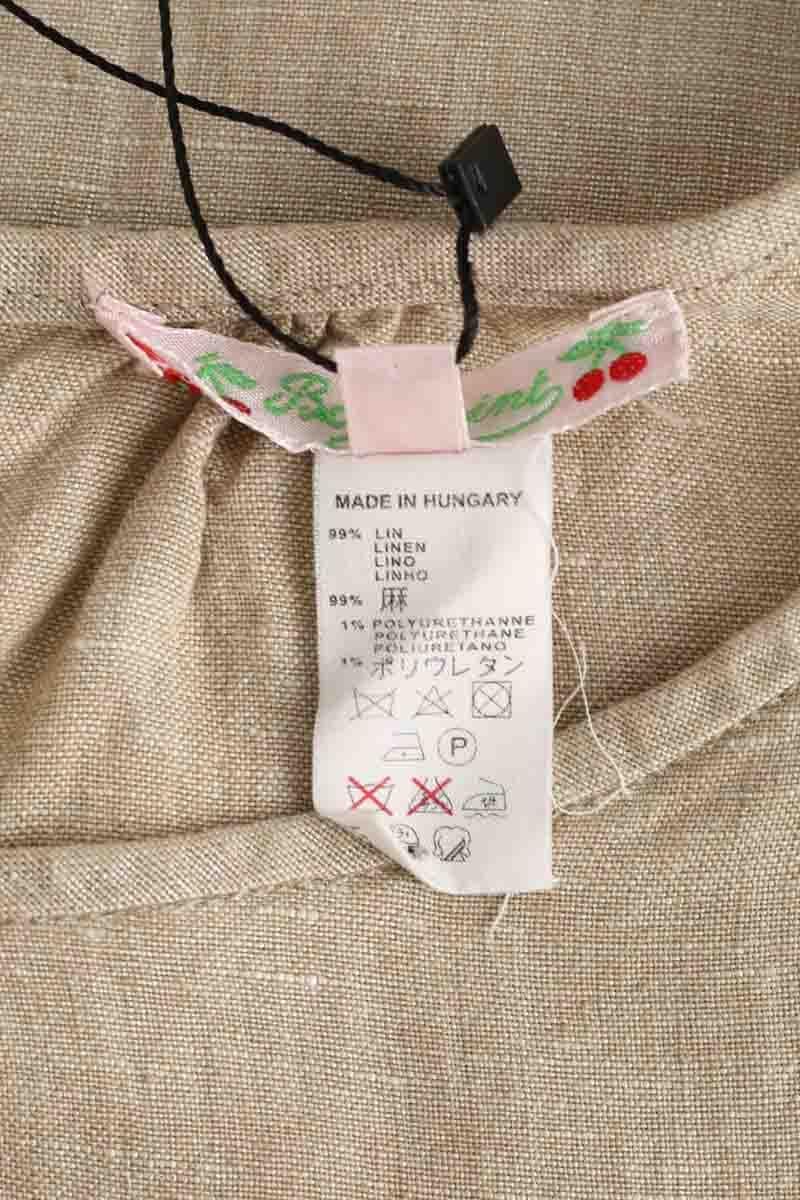 MADE IN HUNGARY
99% LIN
LINEN
LINO
LINHO
99% 麻
1% POLYURETHANNE
POLYURETHANE
POLIURETANO
1% ポリウレタン
P